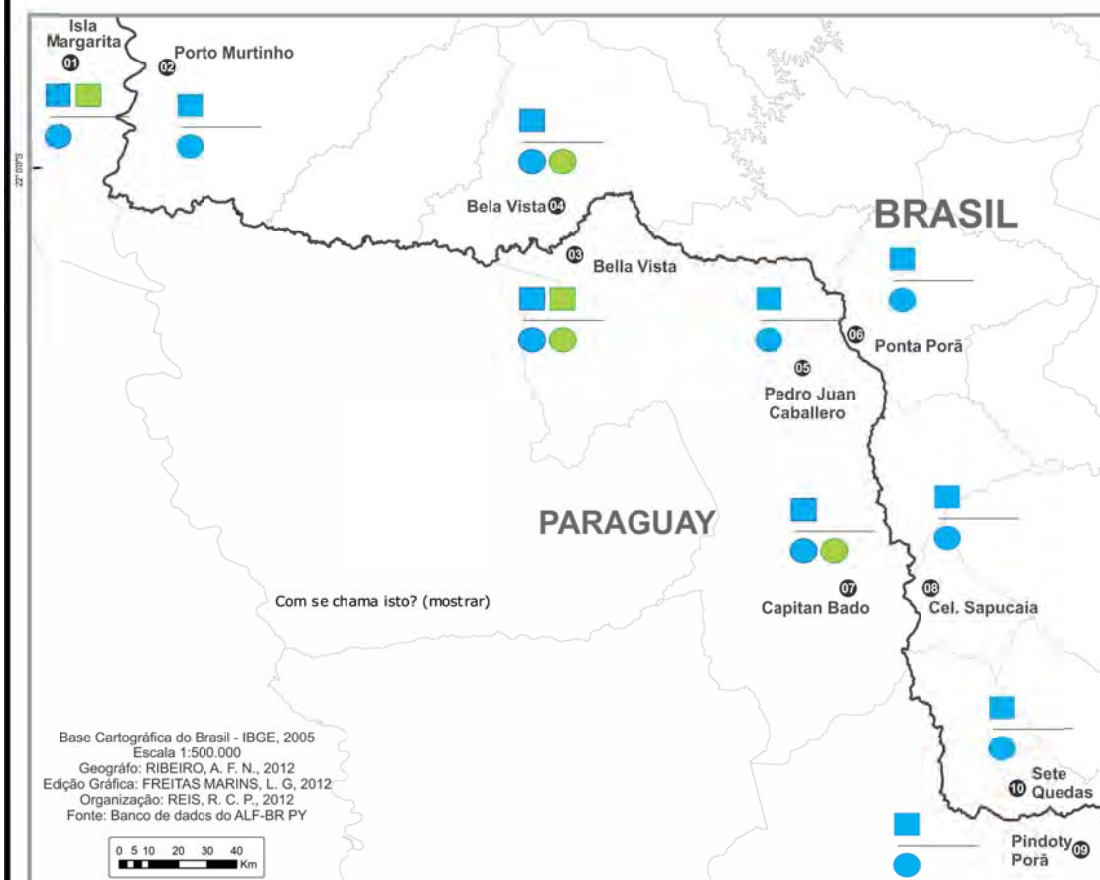 Isla
Margarita
01
02
Porto Murtinho
Bela Vista
04
BRASIL
03
Bella Vista
06
Ponta Porã
05
Pedro Juan
Caballero
PARAGUAY
Com se chama isto? (mostrar)
07
Capitan Bado
08
Cel. Sapucaia
Base Cartográfica do Brasil - IBGE, 2005
Escala 1:500.000
Geográfo: RIBEIRO, A. F. N., 2012
Edição Gráfica: FREITAS MARINS, L. G, 2012
Organização: REIS, R. C. P., 2012
Fonte: Banco de dados do ALF-BR PY
0 5 10 20 30 40
Km
10
Sete
Quedas
Pindoty
Porã
09